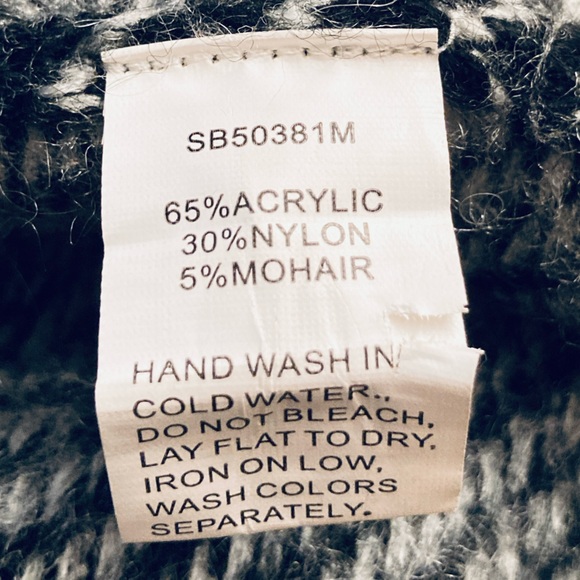 SB50381M
65%ACRYLIC
30%NYLON
5%MOHAIR
HAND WASH IN
COLD WATER.,
DO NOT BLEACH,
LAY FLAT TO DRY,
IRON ON LOW,
WASH COLORS
SEPARATELY.